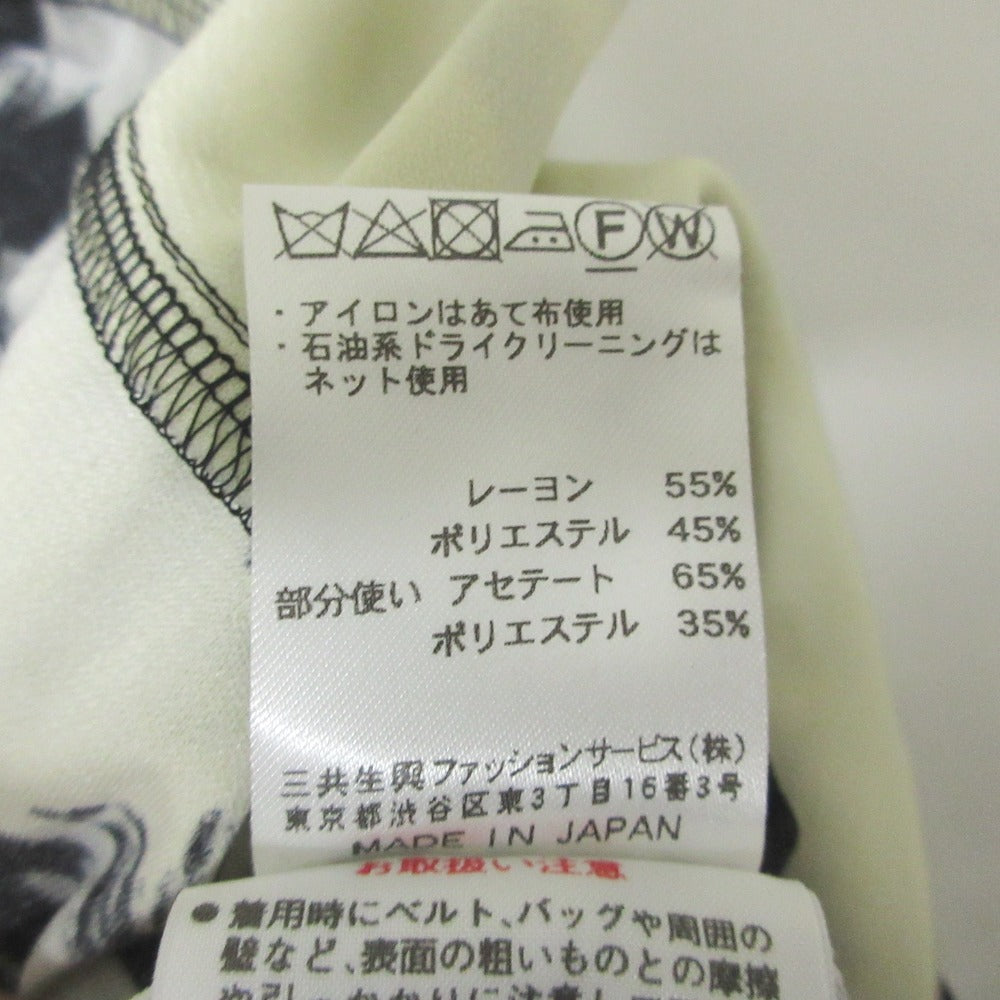 F W
・アイロンはあて布使用
・石油系ドライクリーニングは
ネット使用
レーヨン 55%
ポリエステル 45%
部分使い アセテート 65%
ポリエステル 35%
三共生興ファッションサービス(株)
東京都渋谷区東3丁目16番3号
MADE IN JAPAN
お取扱い注意
●着用時にベルト、バッグや周囲の
壁など、表面の粗いものとの摩擦